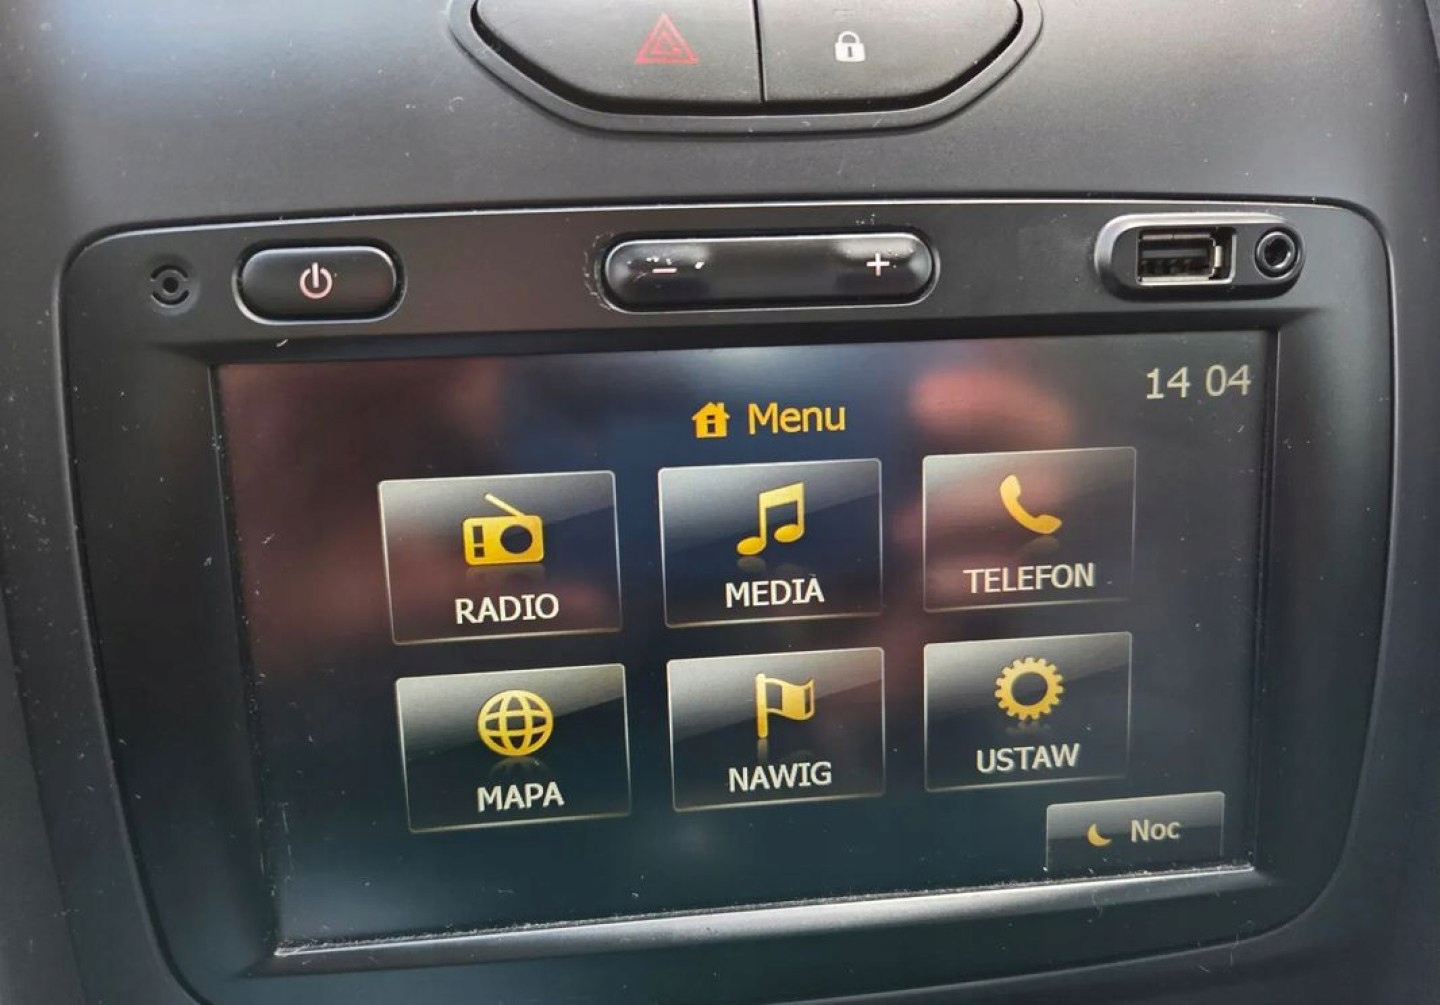 14 04
Menu
RADIO
MEDIA
TELEFON
MAPA
NAWIG
USTAW
Noc